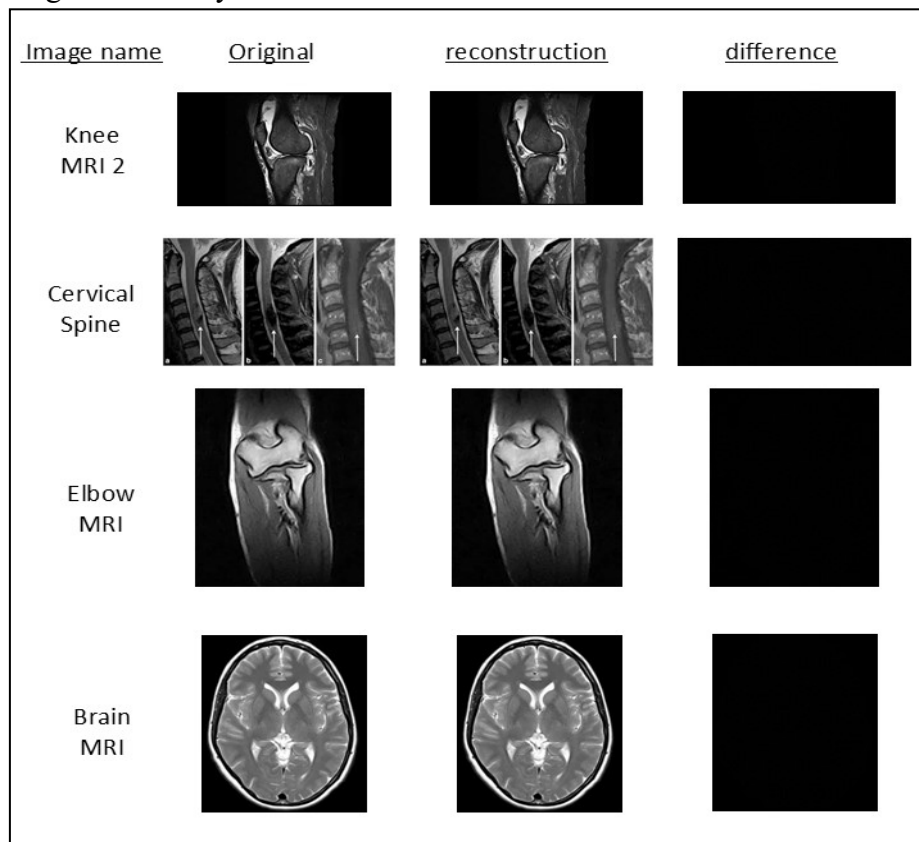 Image name Original reconstruction difference
Knee
MRI 2
Cervical
Spine
a b c a b c
Elbow
MRI
Brain
MRI